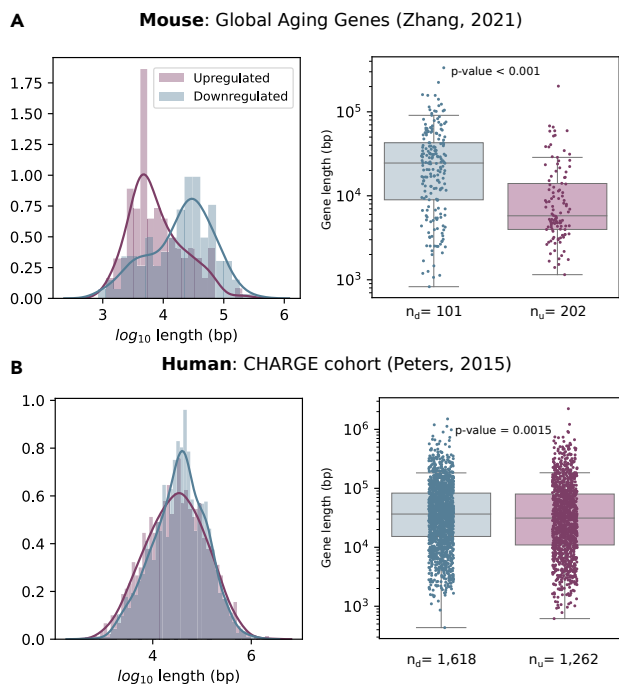 A
Mouse: Global Aging Genes (Zhang, 2021)
1.75
1.50
1.25
1.00
0.75
0.50
0.25
0.00
3 4 5 6
log10 length (bp)
Upregulated
Downregulated
Gene length (bp)
10^5
10^4
10^3
p-value < 0.001
n_d= 101 n_u= 202
B
Human: CHARGE cohort (Peters, 2015)
1.0
0.8
0.6
0.4
0.2
0.0
4 6
log10 length (bp)
Gene length (bp)
10^6
10^5
10^4
10^3
p-value = 0.0015
n_d = 1,618 n_u = 1,262